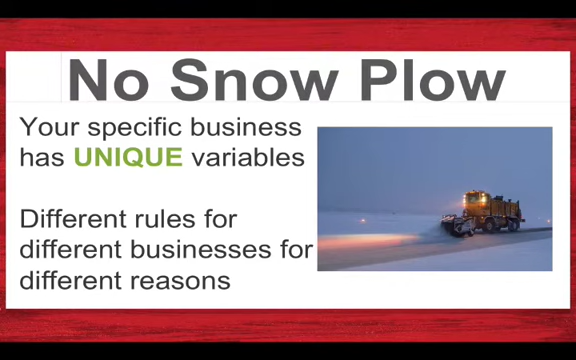 No Snow Plow
Your specific business
has UNIQUE variables
Different rules for
different businesses for
different reasons